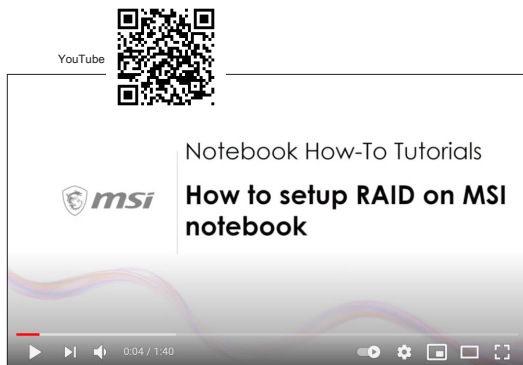 YouTube
Notebook How-To Tutorials
msi
How to setup RAID on MSI
notebook
0:04 / 1:40